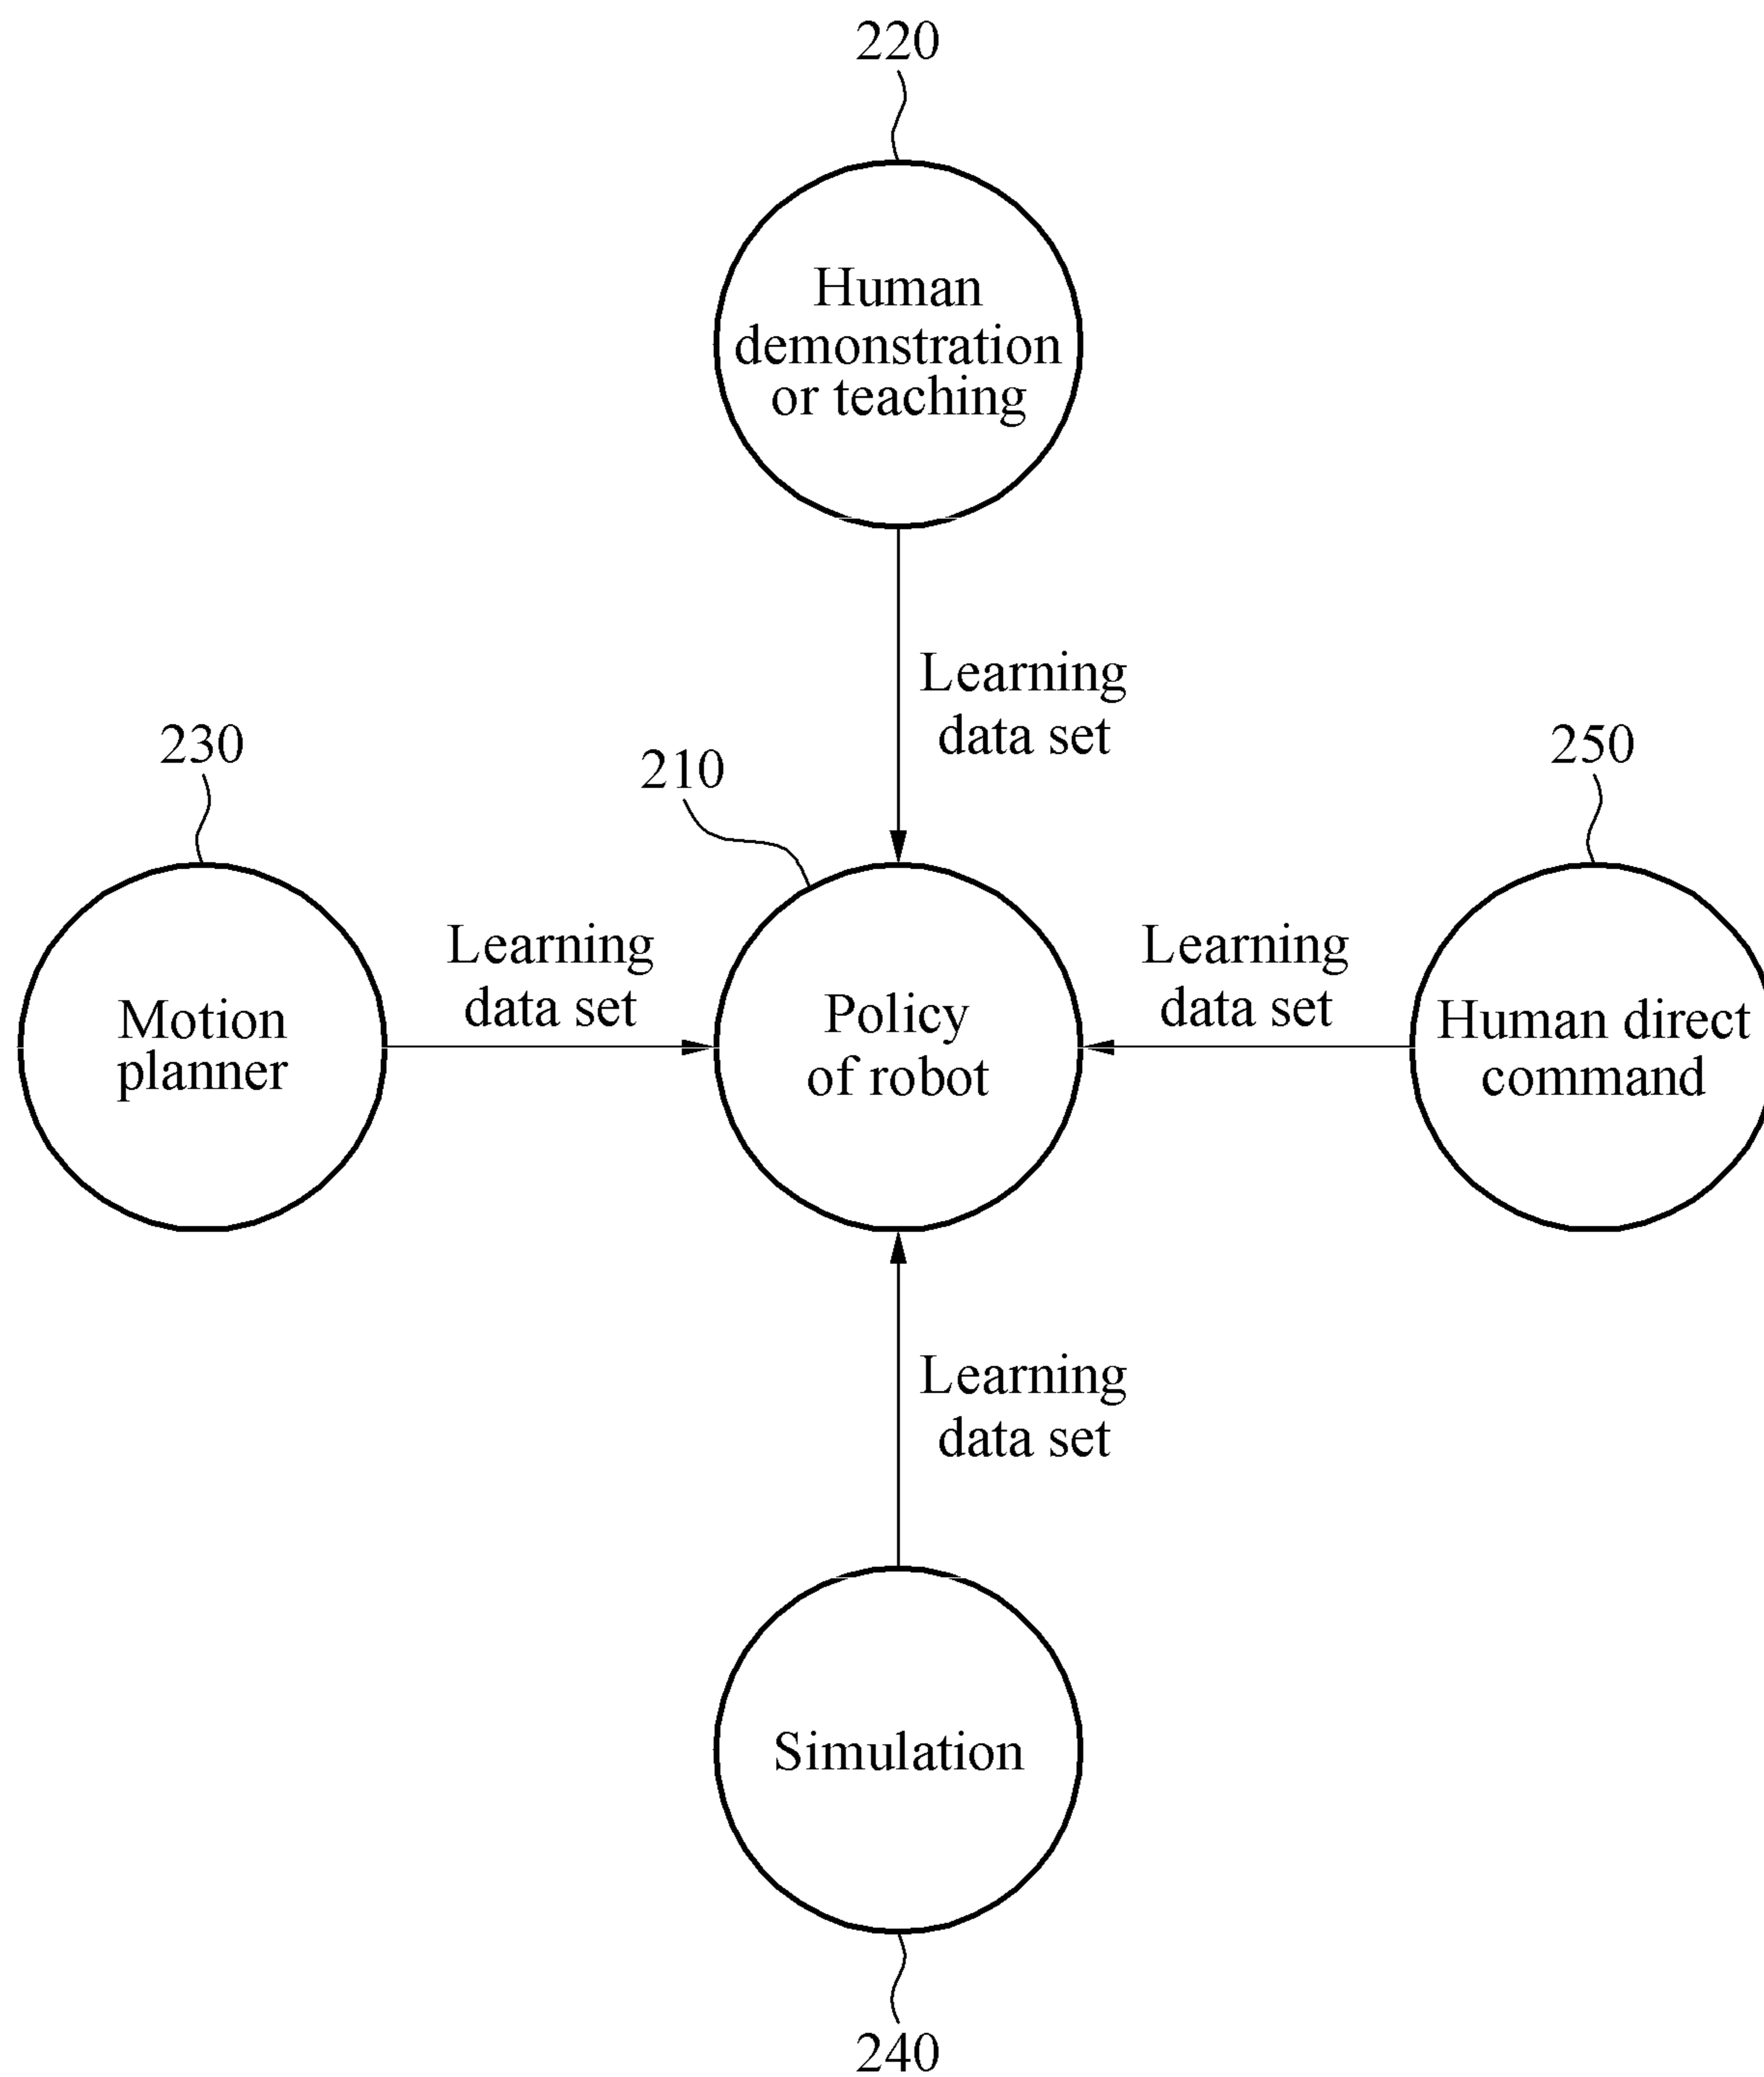 220
Human
demonstration
or teaching
Learning
data set
230
210
250
Learning
data set
Learning
data set
Motion
planner
Policy
of robot
Human direct
command
Learning
data set
Simulation
240